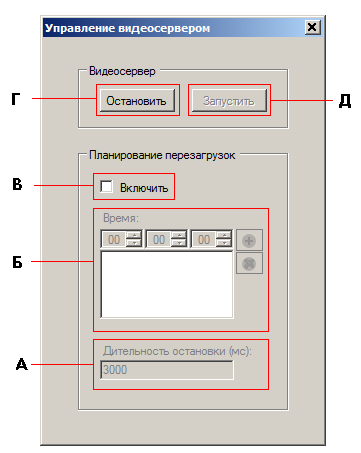 Управление видеосервером
Видеосервер
Г
Остановить
Запустить
Д
Планирование перезагрузок
В
Включить
Время:
00 00 00
Б
А
Дительность остановки (мс):
3000